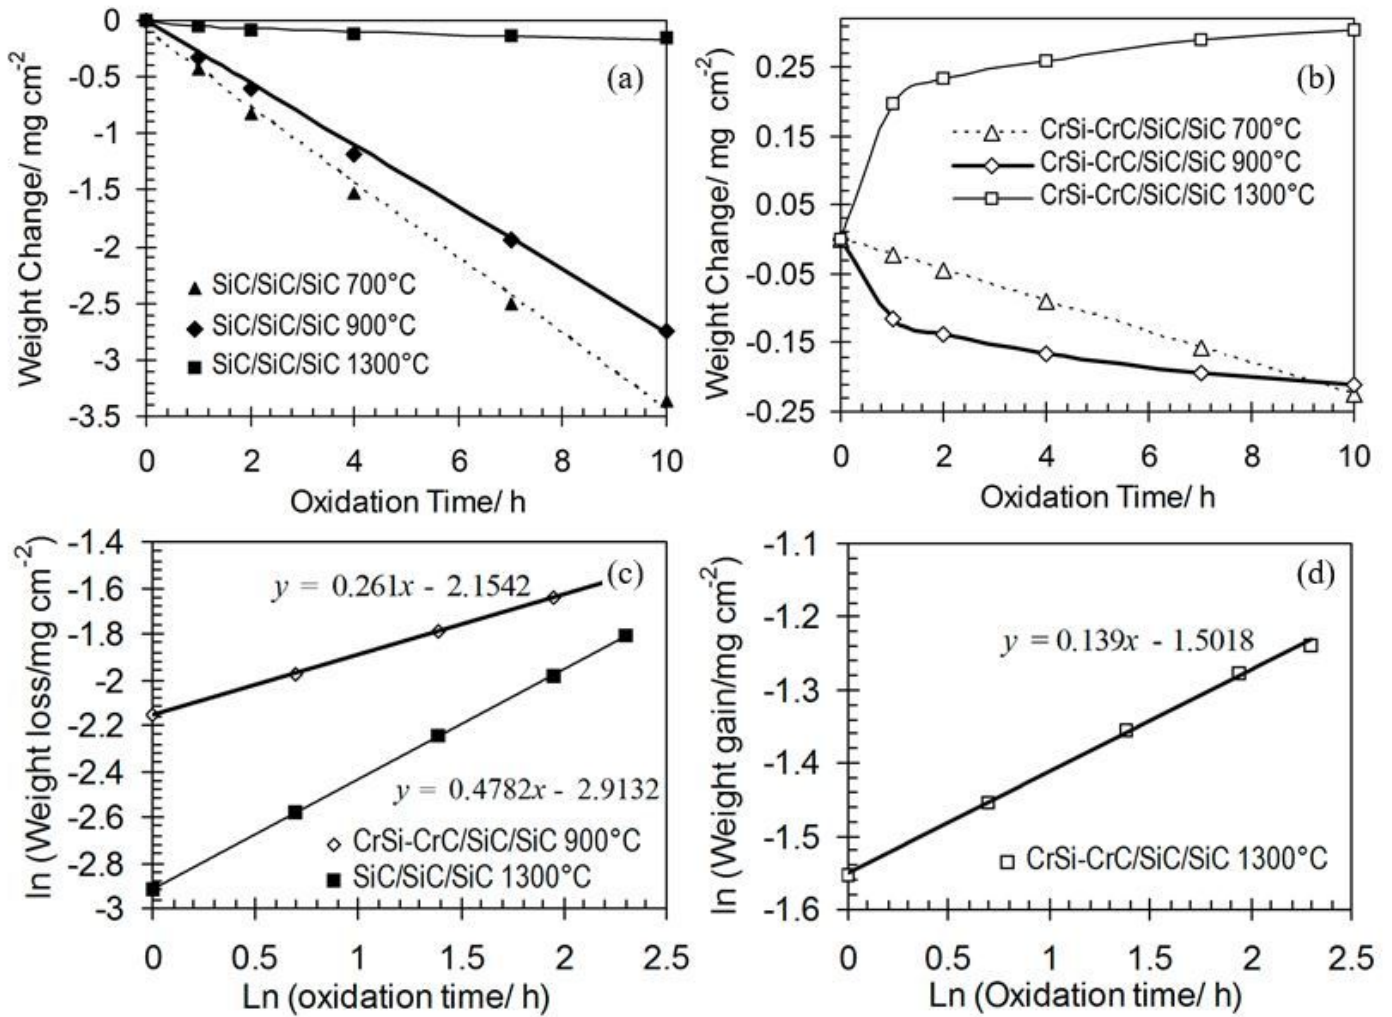 0
-0.5
-1
-1.5
-2
-2.5
-3
-3.5
Weight Change/ mg cm-2
(a)
SiC/SiC/SiC 700°C
SiC/SiC/SiC 900°C
SiC/SiC/SiC 1300°C
0 2 4 6 8 10
Oxidation Time/ h
0.25
0.15
0.05
-0.05
-0.15
-0.25
Weight Change/ mg cm-2
(b)
CrSi-CrC/SiC/SiC 700°C
CrSi-CrC/SiC/SiC 900°C
CrSi-CrC/SiC/SiC 1300°C
0 2 4 6 8 10
Oxidation Time/ h
-1.4
-1.6
-1.8
-2
-2.2
-2.4
-2.6
-2.8
-3
ln (Weight loss/mg cm-2)
(c)
y = 0.261x - 2.1542
y = 0.4782x - 2.9132
CrSi-CrC/SiC/SiC 900°C
SiC/SiC/SiC 1300°C
0 0.5 1 1.5 2 2.5
Ln (oxidation time/ h)
-1.1
-1.2
-1.3
-1.4
-1.5
-1.6
ln (Weight gain/mg cm-2)
(d)
y = 0.139x - 1.5018
CrSi-CrC/SiC/SiC 1300°C
0 0.5 1 1.5 2 2.5
Ln (Oxidation time/ h)